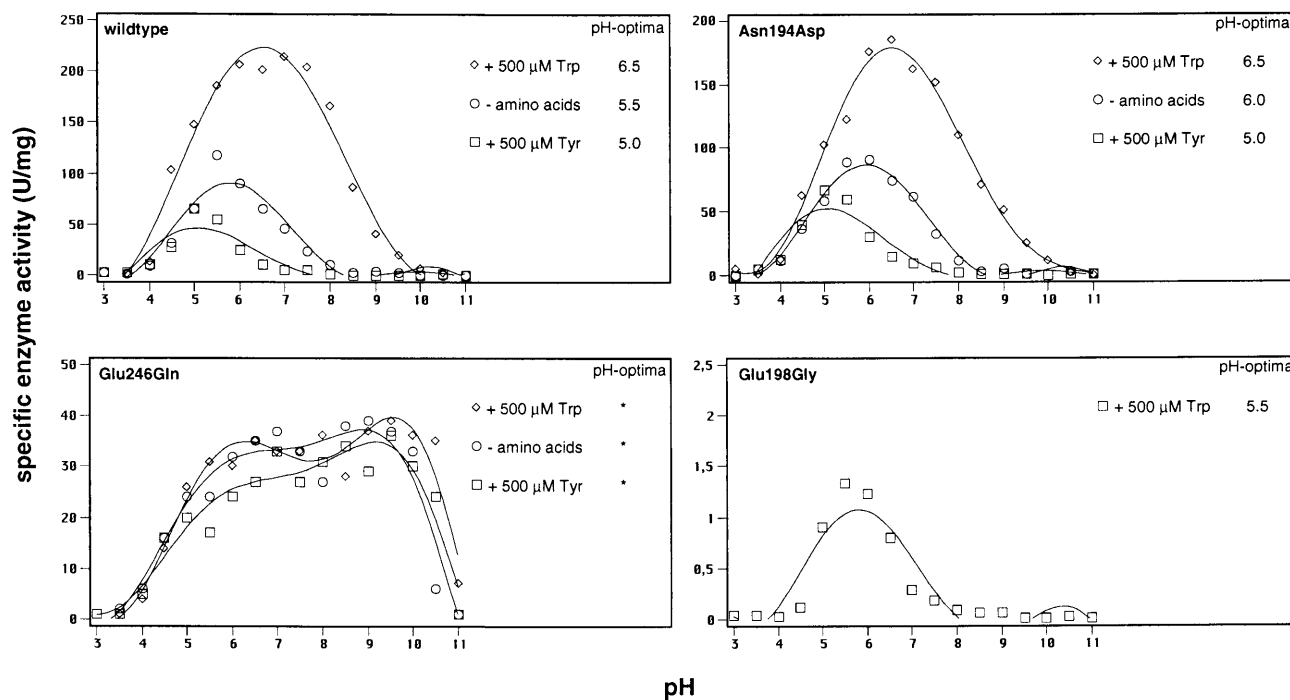 specific enzyme activity (U/mg)
wildtype
pH-optima
+ 500 µM Trp 6.5
- amino acids 5.5
+ 500 µM Tyr 5.0
250
200
150
100
50
0
3 4 5 6 7 8 9 10 11
Asn194Asp
pH-optima
+ 500 µM Trp 6.5
- amino acids 6.0
+ 500 µM Tyr 5.0
200
150
100
50
0
3 4 5 6 7 8 9 10 11
Glu246Gln
pH-optima
+ 500 µM Trp *
- amino acids *
+ 500 µM Tyr *
50
40
30
20
10
0
3 4 5 6 7 8 9 10 11
Glu198Gly
pH-optima
+ 500 µM Trp 5.5
2,5
2
1,5
1
0,5
0
3 4 5 6 7 8 9 10 11
pH